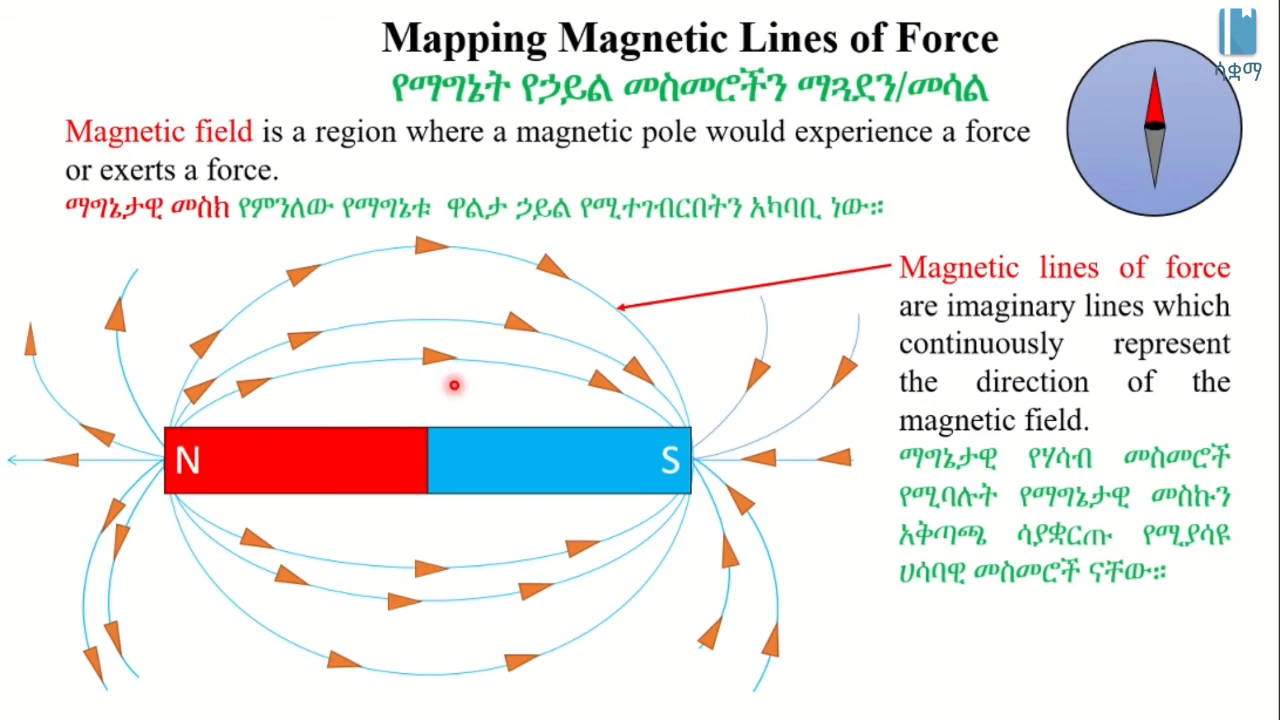 Mapping Magnetic Lines of Force
የማግኔት የኃይል መስመሮችን ማጓደን/መሳል
ሳቋማ
Magnetic field is a region where a magnetic pole would experience a force
or exerts a force.
ማግኔታዊ መስክ የምንለው የማግኔቱ ዋልታ ኃይል የሚተገብርበትን አካባቢ ነው።
Magnetic lines of force
are imaginary lines which
continuously represent
the direction of the
magnetic field.
ማግኔታዊ የሃሳብ መስመሮች
የሚባሉት የማግኔታዊ መስኩን
አቅጣጫ ሳያቋርጡ የሚያሳዩ
ሀሳባዊ መስመሮች ናቸው።
N
S